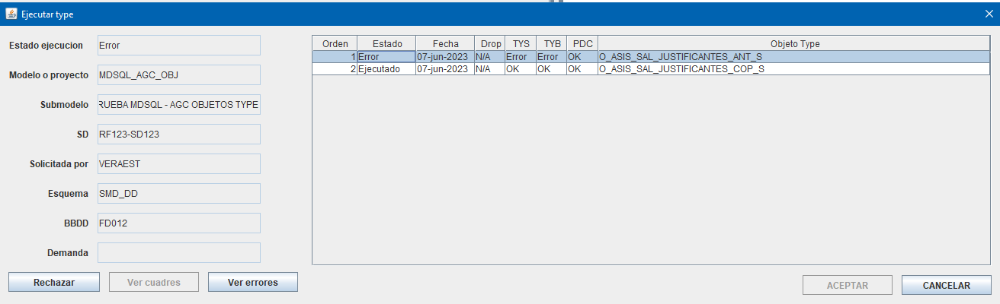 Ejecutar type
Estado ejecucion Error
Modelo o proyecto MDSQL_AGC_OBJ
Submodelo RUEBA MDSQL - AGC OBJETOS TYPE
SD RF123-SD123
Solicitada por VERAEST
Esquema SMD_DD
BBDD FD012
Demanda
Rechazar Ver cuadres Ver errores
Orden Estado Fecha Drop TYS TYB PDC Objeto Type
1 Error 07-jun-2023 N/A Error Error OK O_ASIS_SAL_JUSTIFICANTES_ANT_S
2 Ejecutado 07-jun-2023 N/A OK OK OK O_ASIS_SAL_JUSTIFICANTES_COP_S
ACEPTAR CANCELAR